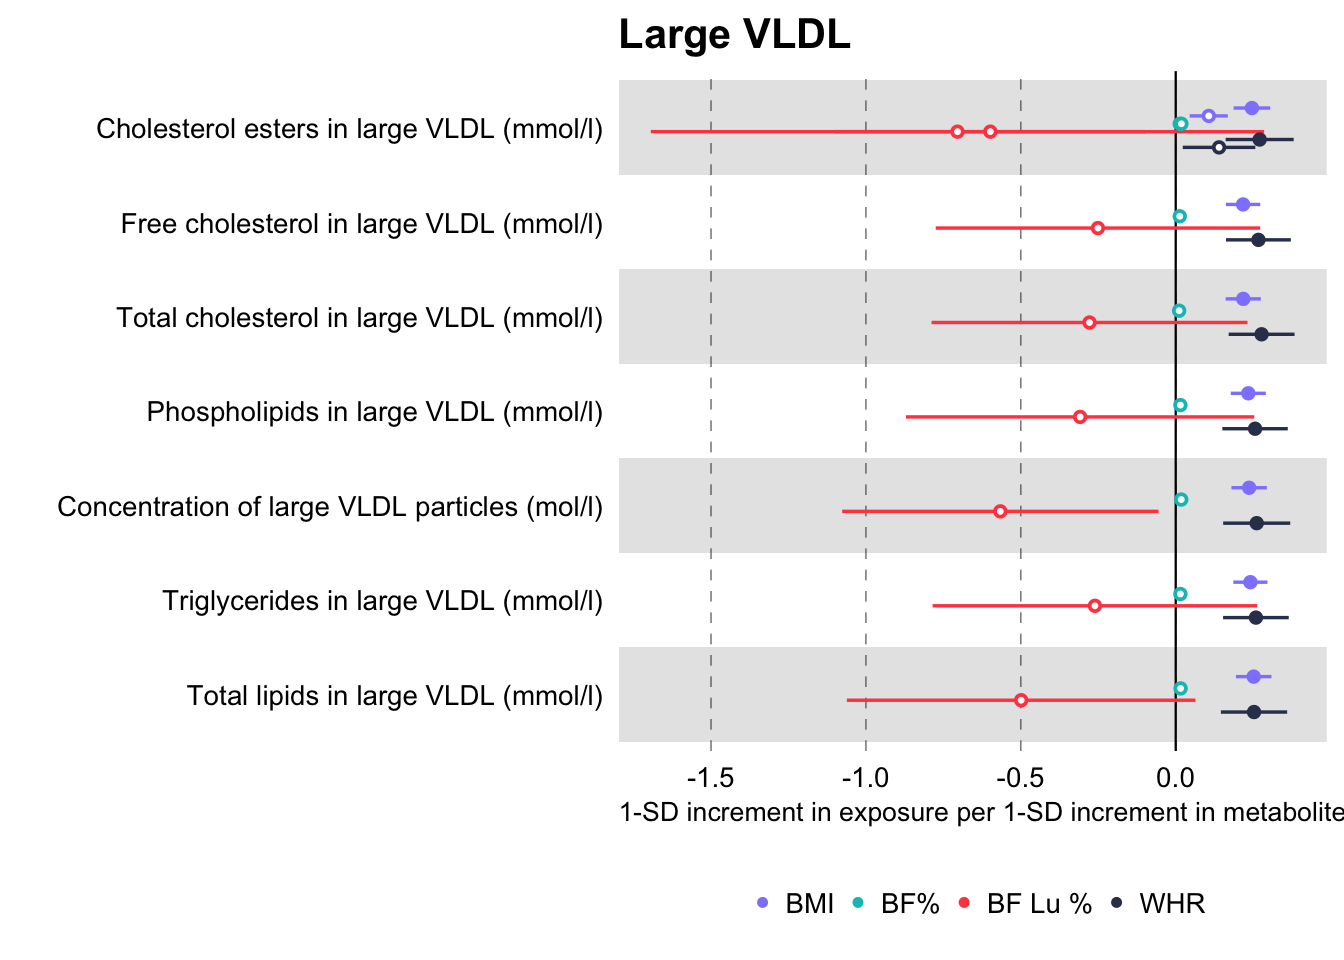 Large VLDL
Cholesterol esters in large VLDL (mmol/l)
Free cholesterol in large VLDL (mmol/l)
Total cholesterol in large VLDL (mmol/l)
Phospholipids in large VLDL (mmol/l)
Concentration of large VLDL particles (mol/l)
Triglycerides in large VLDL (mmol/l)
Total lipids in large VLDL (mmol/l)
-1.5 -1.0 -0.5 0.0
1-SD increment in exposure per 1-SD increment in metabolite
BMI BF% BF Lu % WHR